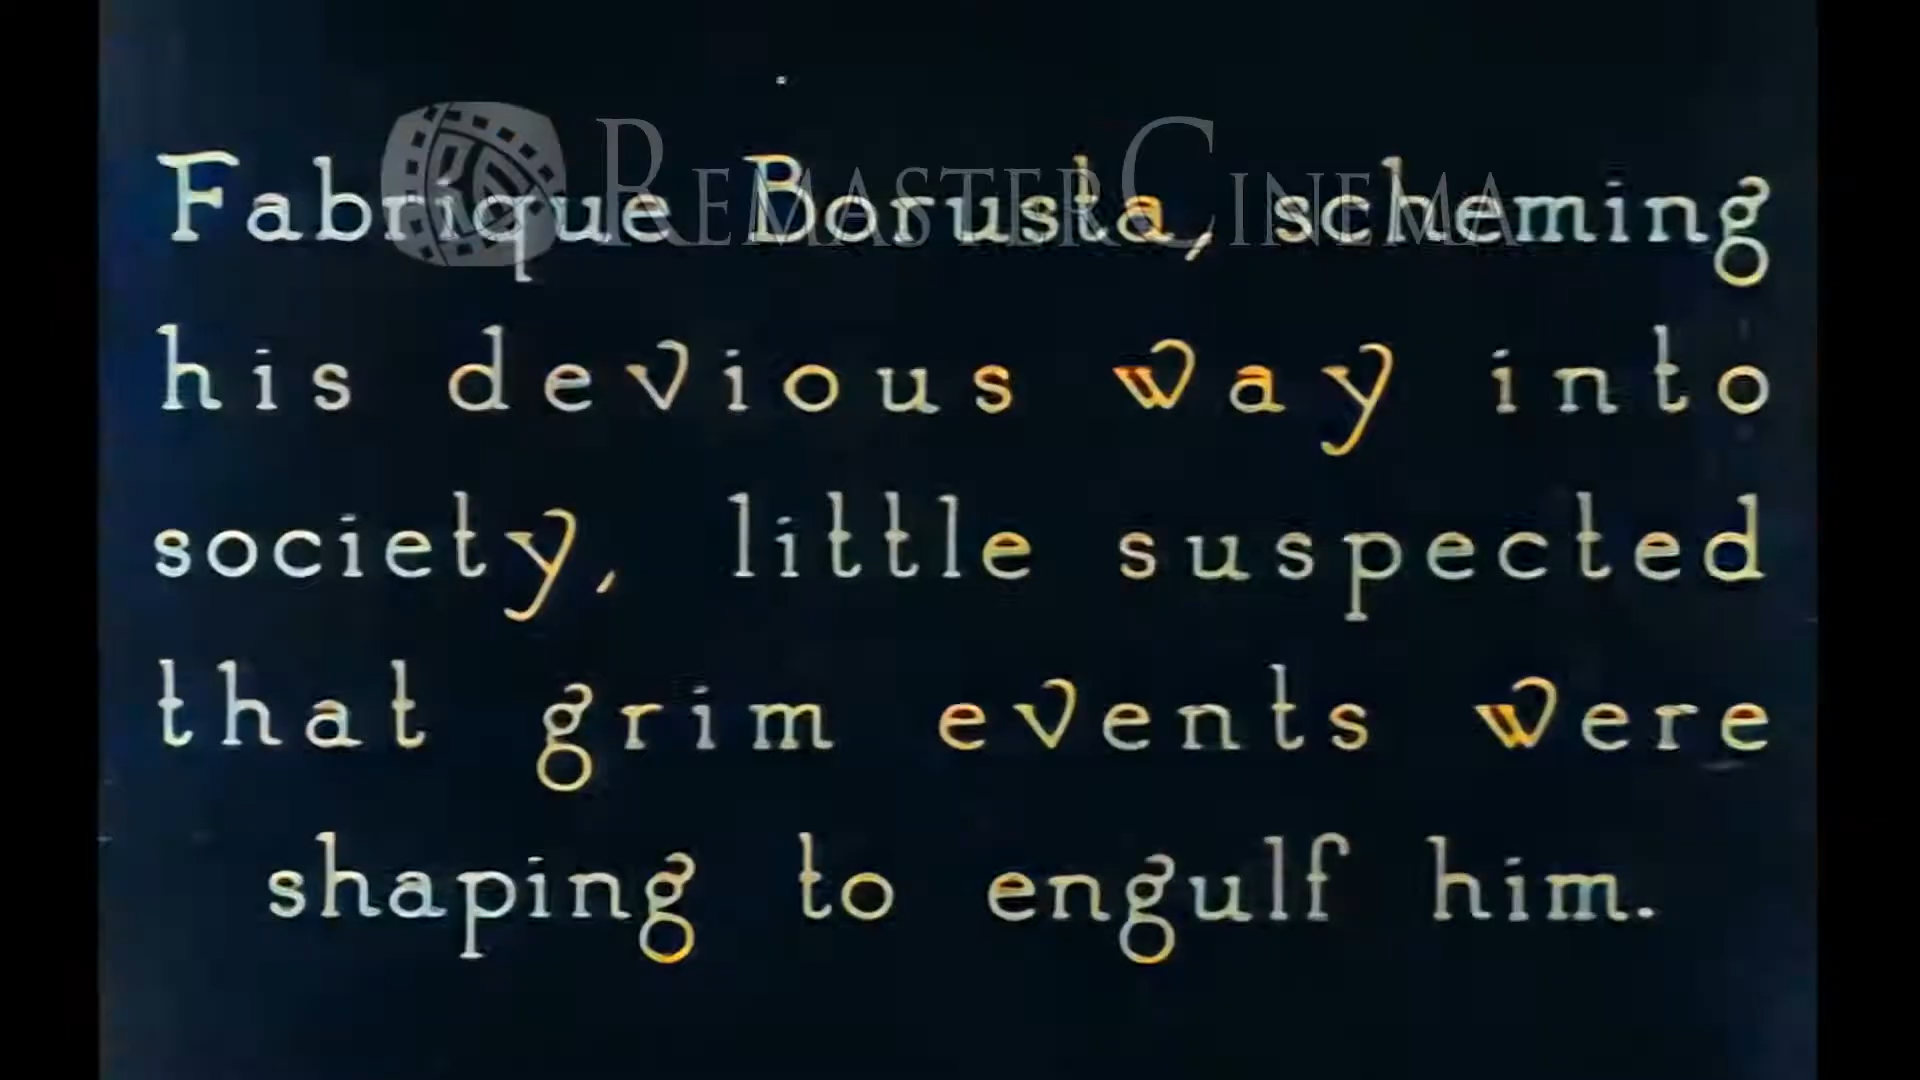 REMASTERCINEMA
Fabrique Borusta, scheming
his devious way into
society, little suspected
that grim events were
shaping to engulf him.